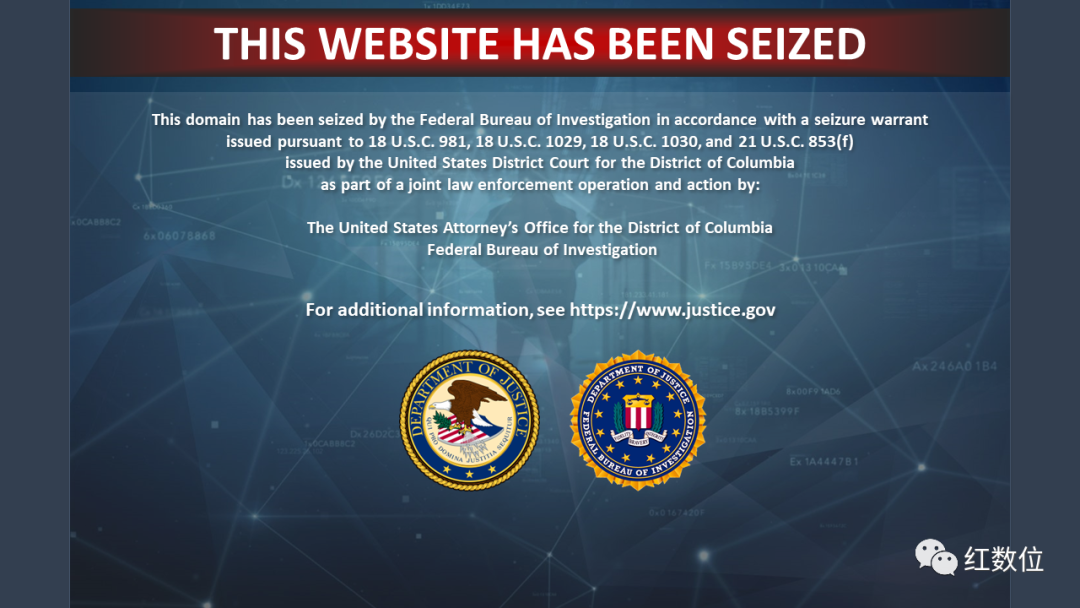 THIS WEBSITE HAS BEEN SEIZED
This domain has been seized by the Federal Bureau of Investigation in accordance with a seizure warrant
issued pursuant to 18 U.S.C. 981, 18 U.S.C. 1029, 18 U.S.C. 1030, and 21 U.S.C. 853(f)
issued by the United States District Court for the District of Columbia
as part of a joint law enforcement operation and action by:
The United States Attorney's Office for the District of Columbia
Federal Bureau of Investigation
For additional information, see https://www.justice.gov
DEPARTMENT OF JUSTICE
QUI PRO DOMINA JUSTITIA SEQUITUR
DEPARTMENT OF JUSTICE
FEDERAL BUREAU OF INVESTIGATION
0CABB8C2
6x06078868
Ax246A01B4
8x18B5399F
Ex1A4447B1
红数位